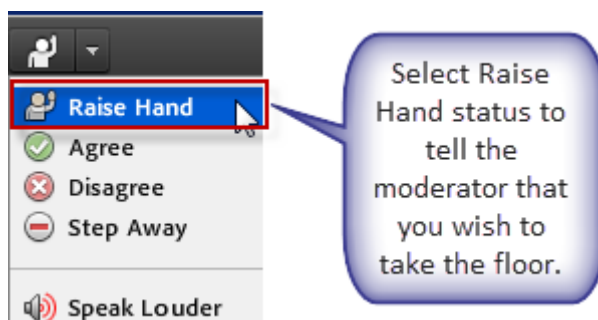 Raise Hand
Agree
Disagree
Step Away
Speak Louder
Select Raise
Hand status to
tell the
moderator that
you wish to
take the floor.